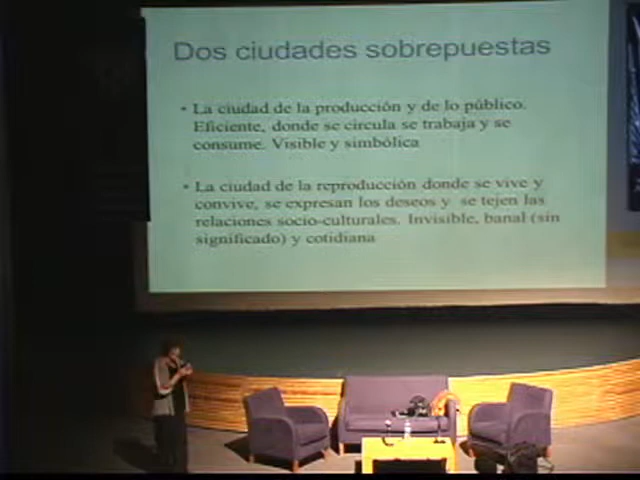 Dos ciudades sobrepuestas
• La ciudad de la producción y de lo público.
Eficiente, donde se circula se trabaja y se
consume. Visible y simbólica
• La ciudad de la reproducción donde se vive y
convive, se expresan los deseos y se tejen las
relaciones socio-culturales. Invisible, banal (sin
significado) y cotidiana